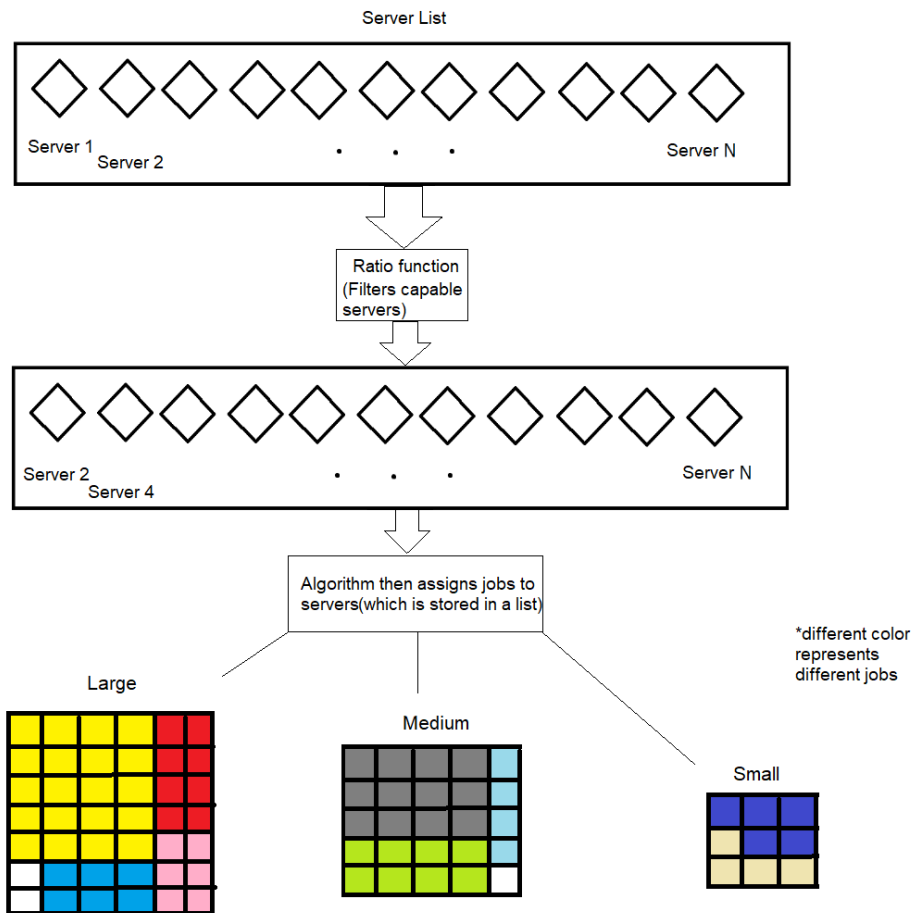 Server List
Server 1
Server 2
. . .
Server N
Ratio function
(Filters capable
servers)
Server 2
Server 4
. . .
Server N
Algorithm then assigns jobs to
servers(which is stored in a list)
*different color
represents
different jobs
Large
Medium
Small